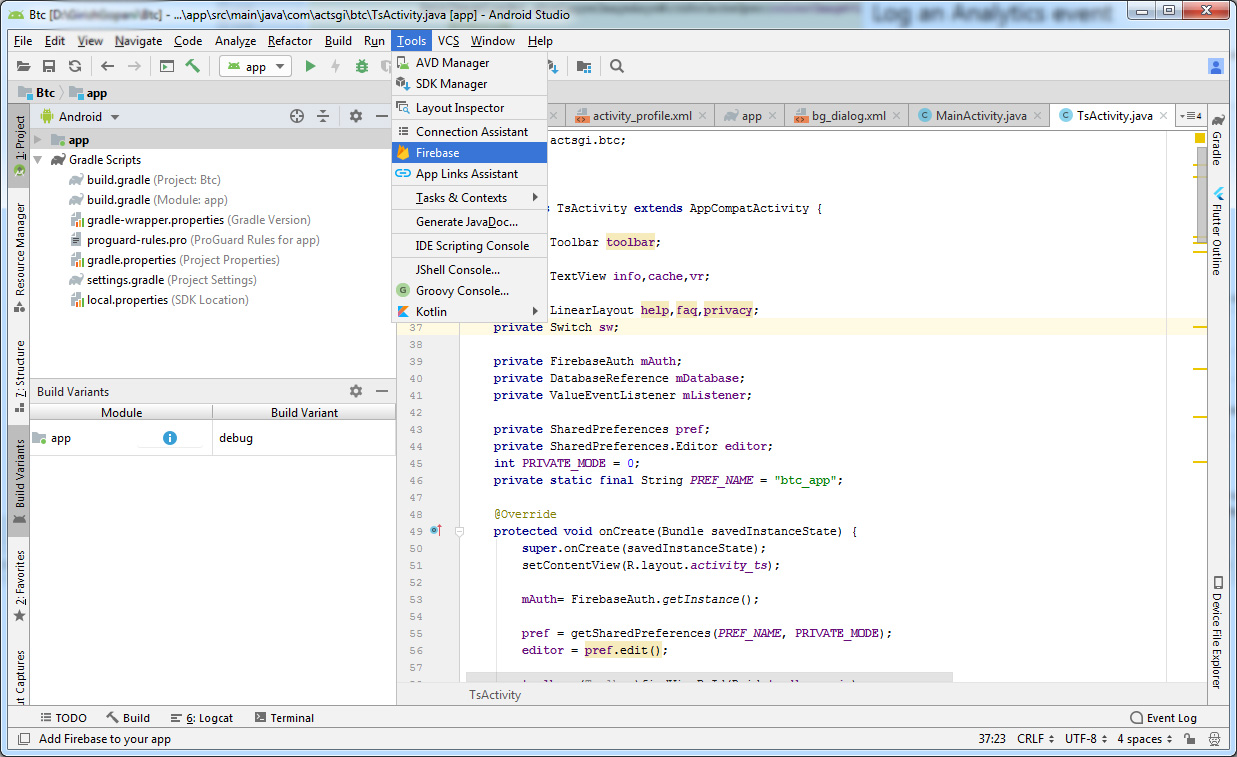 Btc - ...\app\src\main\java\com\actsgi\btc\TsActivity.java [app] - Android Studio
Log an Analytics event
File Edit View Navigate Code Analyze Refactor Build Run Tools VCS Window Help
app
Btc app
Android
app
Gradle Scripts
build.gradle (Project: Btc)
build.gradle (Module: app)
gradle-wrapper.properties (Gradle Version)
proguard-rules.pro (ProGuard Rules for app)
gradle.properties (Project Properties)
settings.gradle (Project Settings)
local.properties (SDK Location)
1: Project
Resource Manager
7: Structure
Build Variants
2: Favorites
ut Captures
Build Variants
Module Build Variant
app debug
AVD Manager
SDK Manager
Layout Inspector
Connection Assistant
Firebase
App Links Assistant
Tasks & Contexts
Generate JavaDoc...
IDE Scripting Console
JShell Console...
Groovy Console...
Kotlin
activity_profile.xml app bg_dialog.xml MainActivity.java TsActivity.java 4
actsgi.btc;
TsActivity extends AppCompatActivity {
Toolbar toolbar;
TextView info,cache,vr;
LinearLayout help,faq,privacy;
37 private Switch sw;
38
39 private FirebaseAuth mAuth;
40 private DatabaseReference mDatabase;
41 private ValueEventListener mListener;
42
43 private SharedPreferences pref;
44 private SharedPreferences.Editor editor;
45 int PRIVATE_MODE = 0;
46 private static final String PREF_NAME = "btc_app";
47
48 @Override
49 protected void onCreate(Bundle savedInstanceState) {
50 super.onCreate(savedInstanceState);
51 setContentView(R.layout.activity_ts);
52
53 mAuth= FirebaseAuth.getInstance();
54
55 pref = getSharedPreferences(PREF_NAME, PRIVATE_MODE);
56 editor = pref.edit();
57
TsActivity
Gradle
Flutter Outline
Device File Explorer
TODO Build 6: Logcat Terminal Event Log
Add Firebase to your app 37:23 CRLF UTF-8 4 spaces